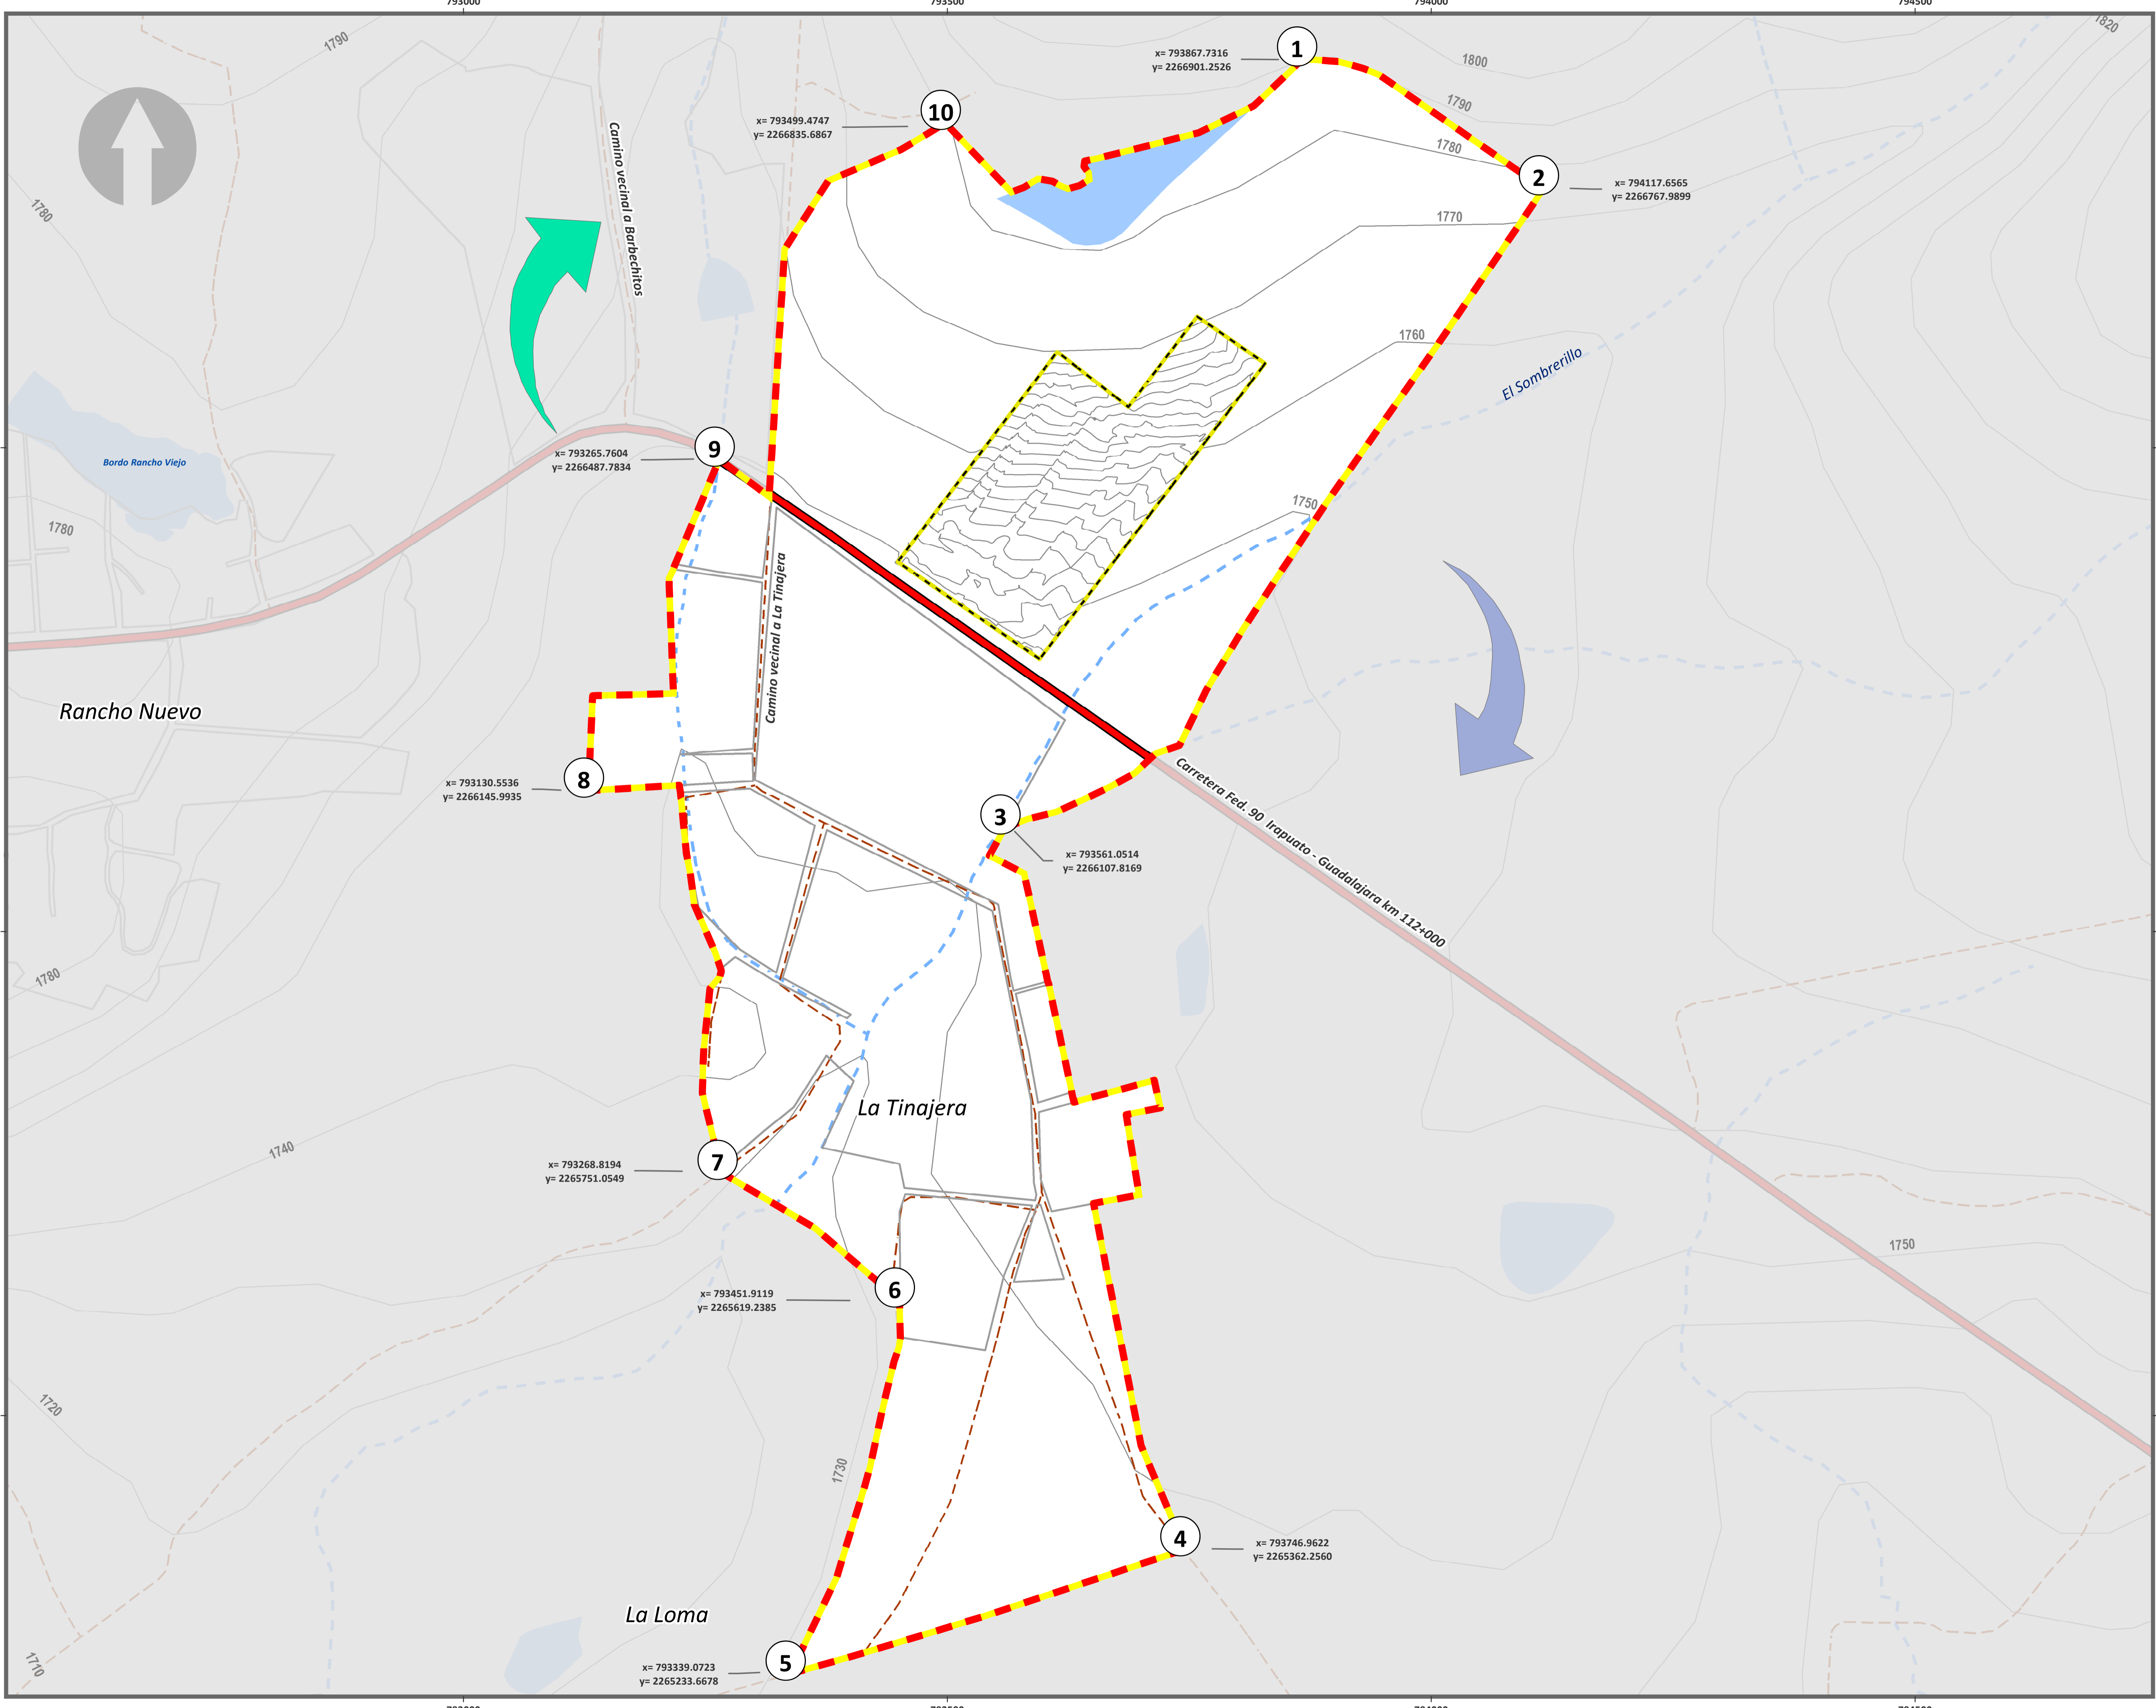 793000
793500
794000
794500
1820
1790
1800
1790
1780
1770
1760
1750
1780
1
x= 793867.7316
y= 2266901.2526
10
x= 793499.4747
y= 2266835.6867
2
x= 794117.6565
y= 2266767.9899
Camino vecinal a Barbechitos
El Sombrerillo
Bordo Rancho Viejo
9
x= 793265.7604
y= 2266487.7834
1780
Camino vecinal a La Tinajera
Rancho Nuevo
8
x= 793130.5536
y= 2266145.9935
3
x= 793561.0514
y= 2266107.8169
Carretera Fed. 90 Irapuato - Guadalajara km 112+000
1780
La Tinajera
1740
7
x= 793268.8194
y= 2265751.0549
1750
6
x= 793451.9119
y= 2265619.2385
1720
1730
4
x= 793746.9622
y= 2265362.2560
La Loma
5
x= 793339.0723
y= 2265233.6678
1710